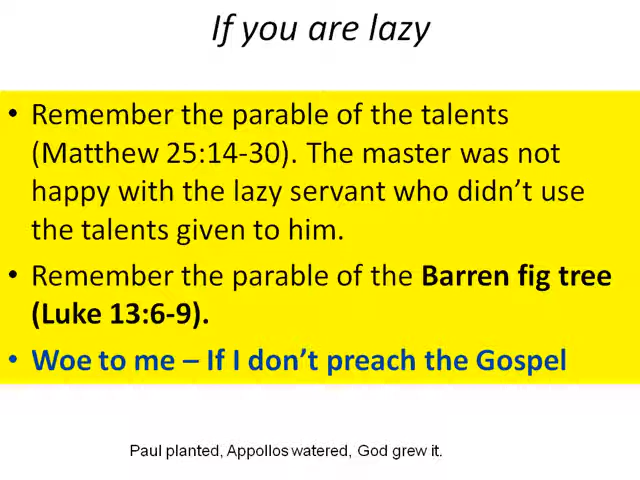 If you are lazy
• Remember the parable of the talents
(Matthew 25:14-30). The master was not
happy with the lazy servant who didn’t use
the talents given to him.
• Remember the parable of the Barren fig tree
(Luke 13:6-9).
• Woe to me – If I don’t preach the Gospel
Paul planted, Appollos watered, God grew it.